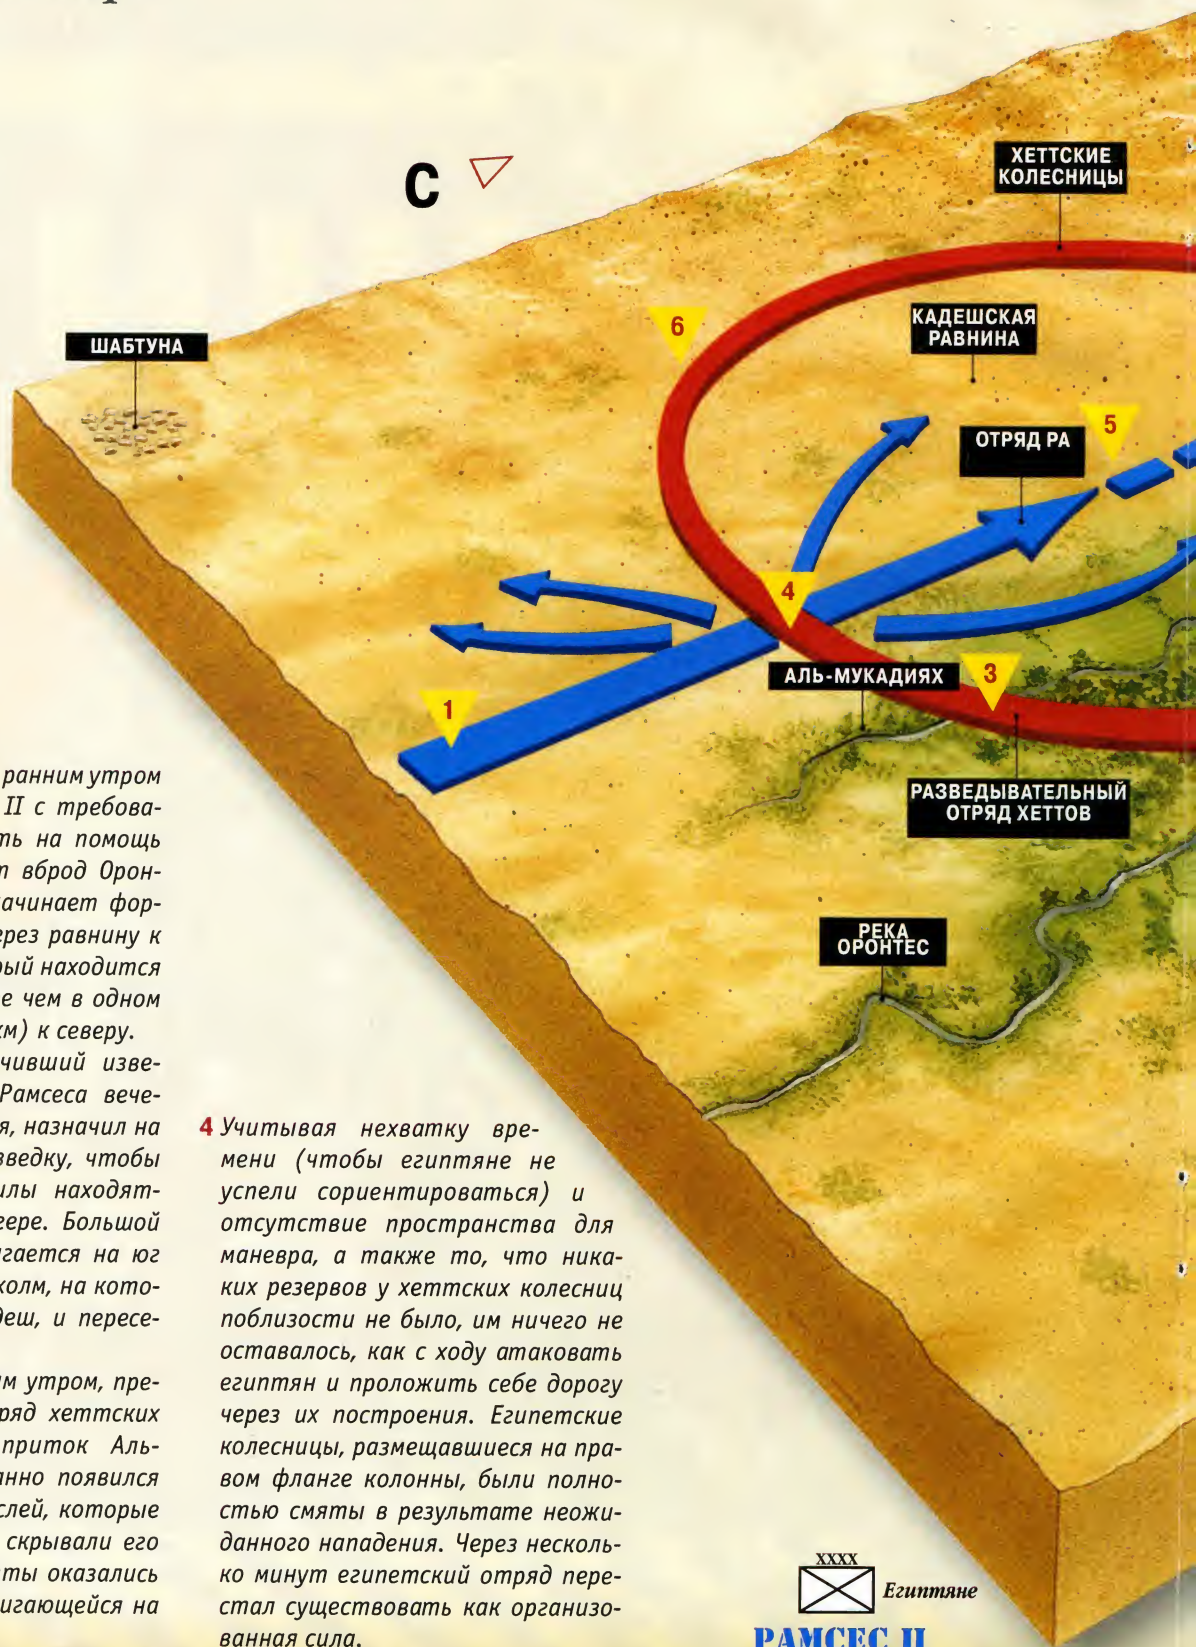 С
ХЕТТСКИЕ
КОЛЕСНИЦЫ
ШАБТУНА
6
КАДЕШСКАЯ
РАВНИНА
5
ОТРЯД РА
4
АЛЬ-МУКАДИЯХ
3
1
РАЗВЕДЫВАТЕЛЬНЫЙ
ОТРЯД ХЕТТОВ
РЕКА
ОРОНТЕС
ранним утром
II с требова-
ть на помощь
т вброд Орон-
ачинает фор-
ерез равнину к
рый находится
е чем в одном
км) к северу.
чивший изве-
Рамсеса вече-
я, назначил на
зведку, чтобы
илы находят-
гере. Большой
гается на юг
холм, на кото-
деш, и пересе-
м утром, пре-
ряд хеттских
приток Аль-
анно появился
слей, которые
скрывали его
ты оказались
игающейся на
4 Учитывая нехватку вре-
мени (чтобы египтяне не
успели сориентироваться) и
отсутствие пространства для
маневра, а также то, что ника-
ких резервов у хеттских колесниц
поблизости не было, им ничего не
оставалось, как с ходу атаковать
египтян и проложить себе дорогу
через их построения. Египетские
колесницы, размещавшиеся на пра-
вом фланге колонны, были полно-
стью смяты в результате неожи-
данного нападения. Через несколь-
ко минут египетский отряд пере-
стал существовать как организо-
ванная сила.
XXXX
Египтяне
РАМСЕС II